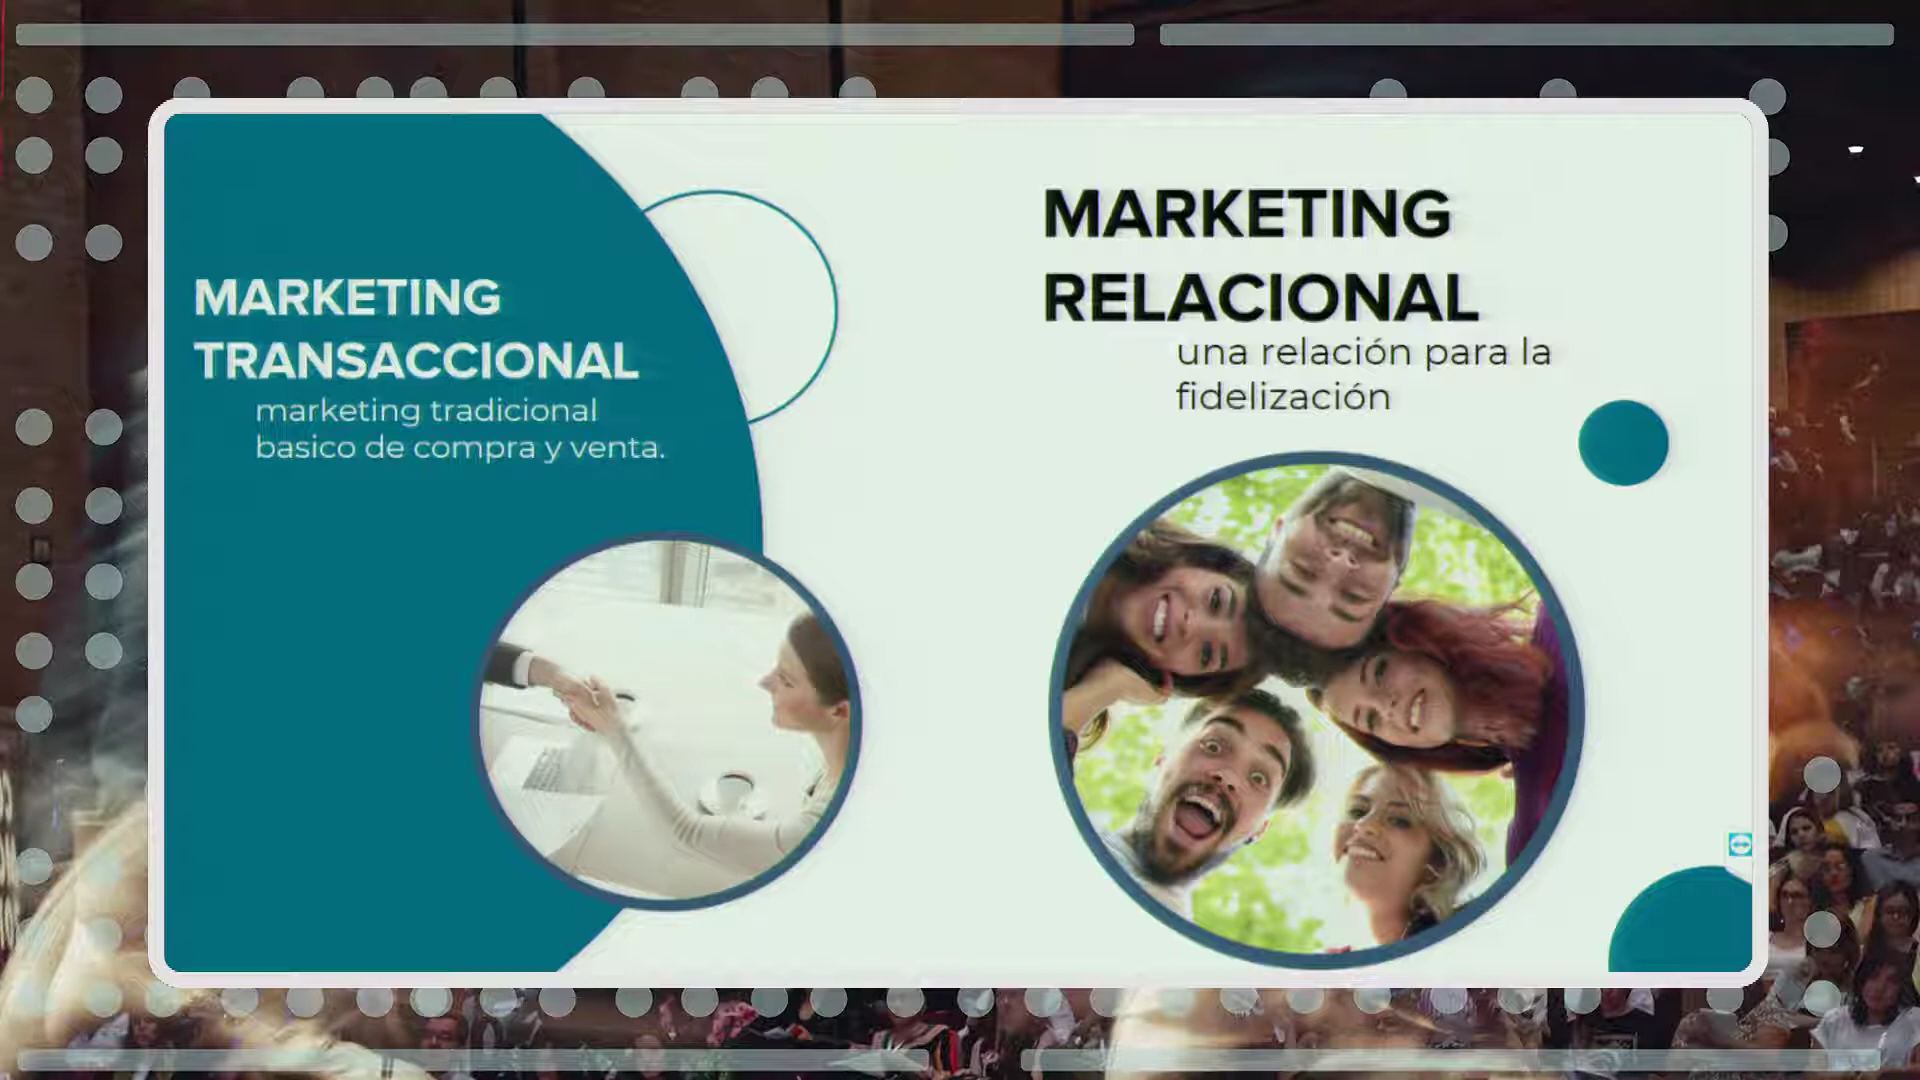 MARKETING
TRANSACCIONAL
marketing tradicional
basico de compra y venta.
MARKETING
RELACIONAL
una relación para la
fidelización